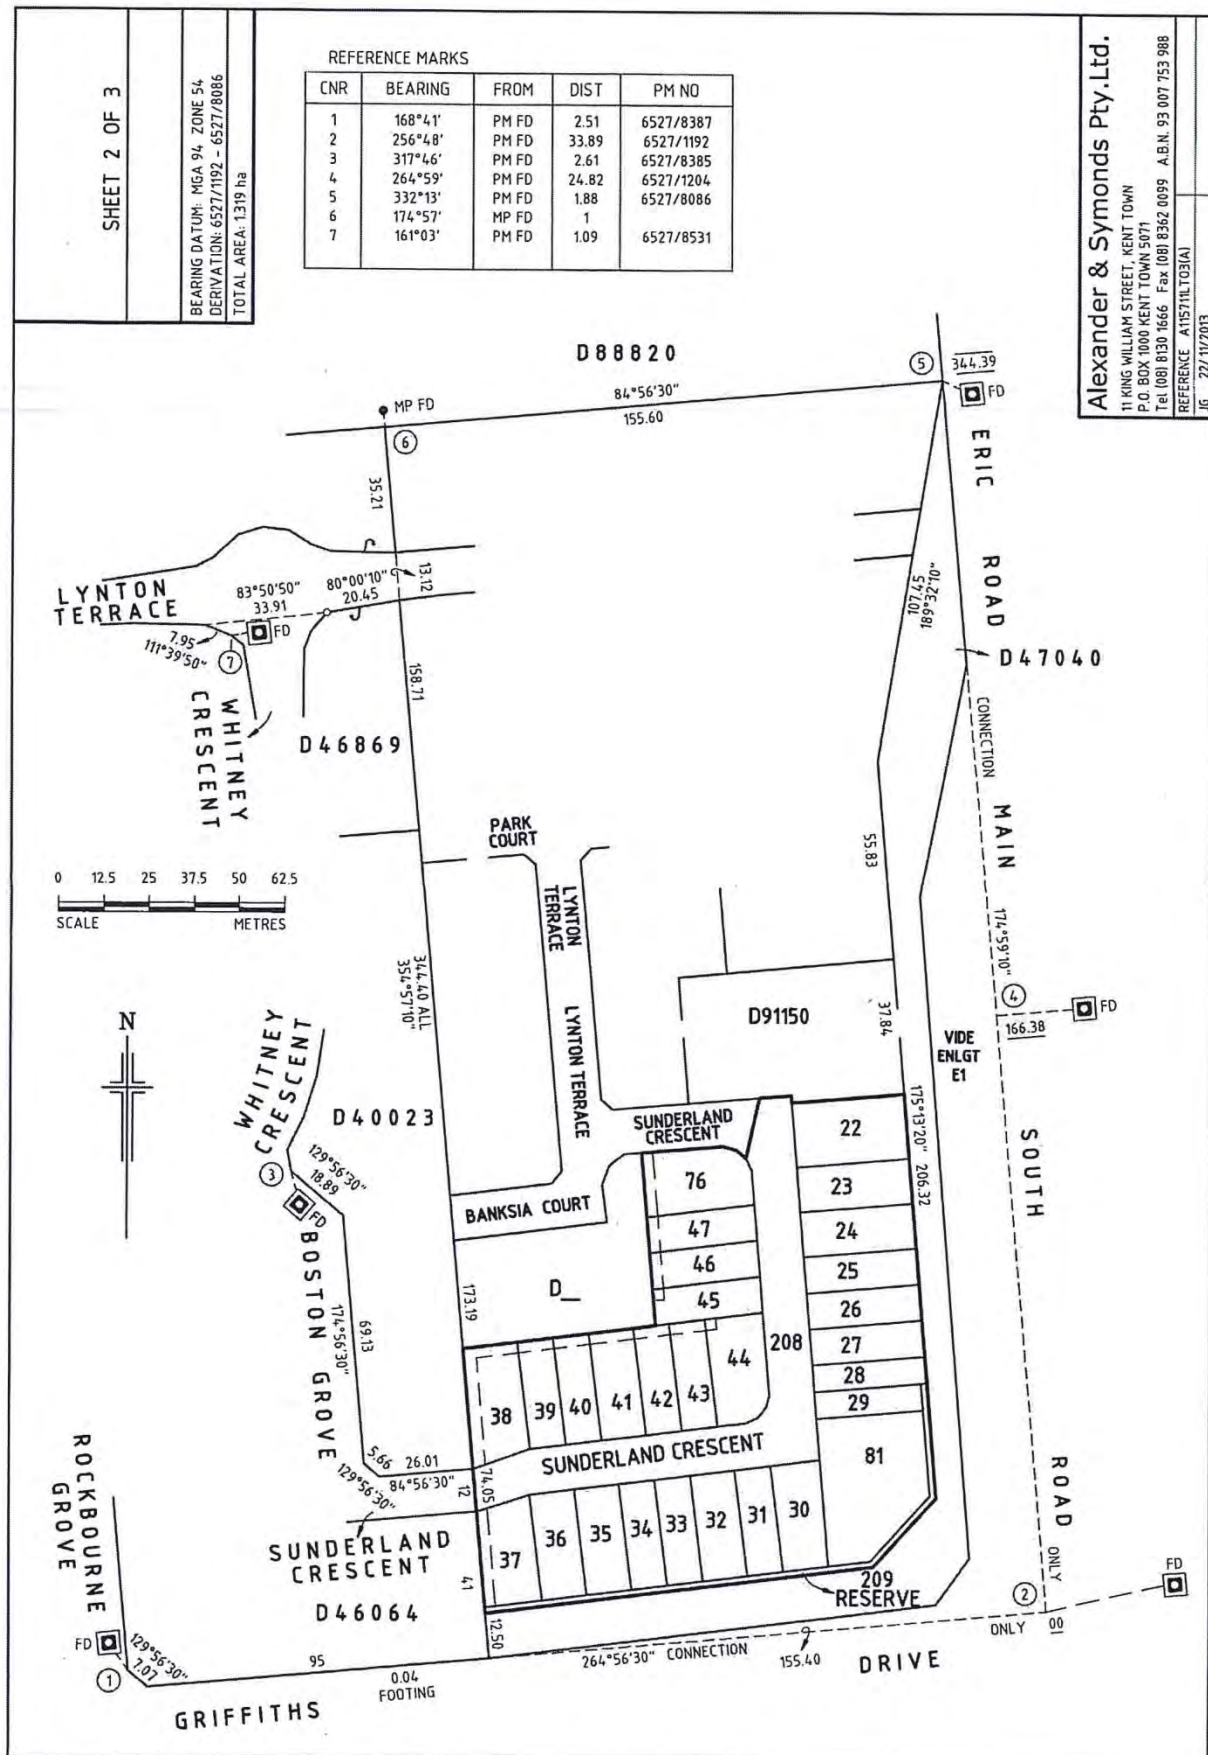 SHEET 2 OF 3
BEARING DATUM: MGA 94 ZONE 54
DERIVATION: 6527/1192 - 6527/8086
TOTAL AREA: 1.319 ha
REFERENCE MARKS
CNR BEARING FROM DIST PM NO
1 168°41' PM FD 2.51 6527/8387
2 256°48' PM FD 33.89 6527/1192
3 317°46' PM FD 2.61 6527/8385
4 264°59' PM FD 24.82 6527/1204
5 332°13' PM FD 1.88 6527/8086
6 174°57' MP FD 1
7 161°03' PM FD 1.09 6527/8531
Alexander & Symonds Pty.Ltd.
11 KING WILLIAM STREET, KENT TOWN
P.O. BOX 1000 KENT TOWN 5071
Tel (08) 8130 1666 Fax (08) 8362 0099 A.B.N. 93 007 753 988
REFERENCE A115711LT03(A)
JG 22/11/2013
D88820
5
344.39
FD
84°56'30"
155.60
MP FD
6
ERIC
ROAD
35.21
13.12
LYNTON
TERRACE
83°50'50"
33.91
80°00'10"
20.45
FD
7.95
111°39'50"
7
107.45
189°32'10"
D47040
158.71
WHITNEY
CRESCENT
D46869
CONNECTION
MAIN
PARK
COURT
55.83
LYNTON
TERRACE
0 12.5 25 37.5 50 62.5
SCALE METRES
174°59'10"
344.40 ALL
354°57'10"
4
FD
166.38
D91150
37.84
N
WHITNEY
CRESCENT
LYNTON TERRACE
VIDE
ENLGT
E1
D40023
SUNDERLAND
CRESCENT
175°13'20" 206.32
SOUTH
22
129°56'30"
18.89
3
FD
76
23
BANKSIA COURT
47
24
46
25
BOSTON GROVE
D_
45
26
173.19
174°56'30"
69.13
208
27
44
28
29
38
39
40
41
42
43
ROCKBOURNE
GROVE
5.66
26.01
84°56'30"
129°56'30"
12
74.05
SUNDERLAND CRESCENT
81
ROAD
37
36
35
34
33
32
31
30
SUNDERLAND
CRESCENT
41
209
RESERVE
ONLY
FD
2
D46064
12.50
ONLY 00
FD
129°56'30"
7.07
1
95
0.04
FOOTING
264°56'30" CONNECTION
155.40
DRIVE
GRIFFITHS